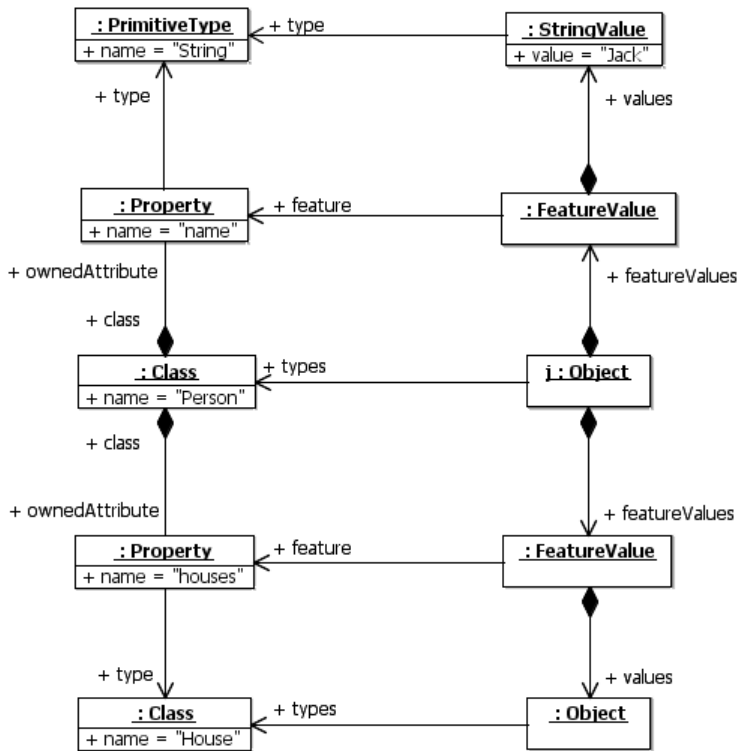 : PrimitiveType
+ name = "String"
+ type
: StringValue
+ value = "Jack"
+ type
+ values
: Property
+ name = "name"
+ feature
: FeatureValue
+ ownedAttribute
+ featureValues
+ class
: Class
+ name = "Person"
+ types
j : Object
+ class
+ ownedAttribute
+ featureValues
: Property
+ name = "houses"
+ feature
: FeatureValue
+ type
+ values
: Class
+ name = "House"
+ types
: Object